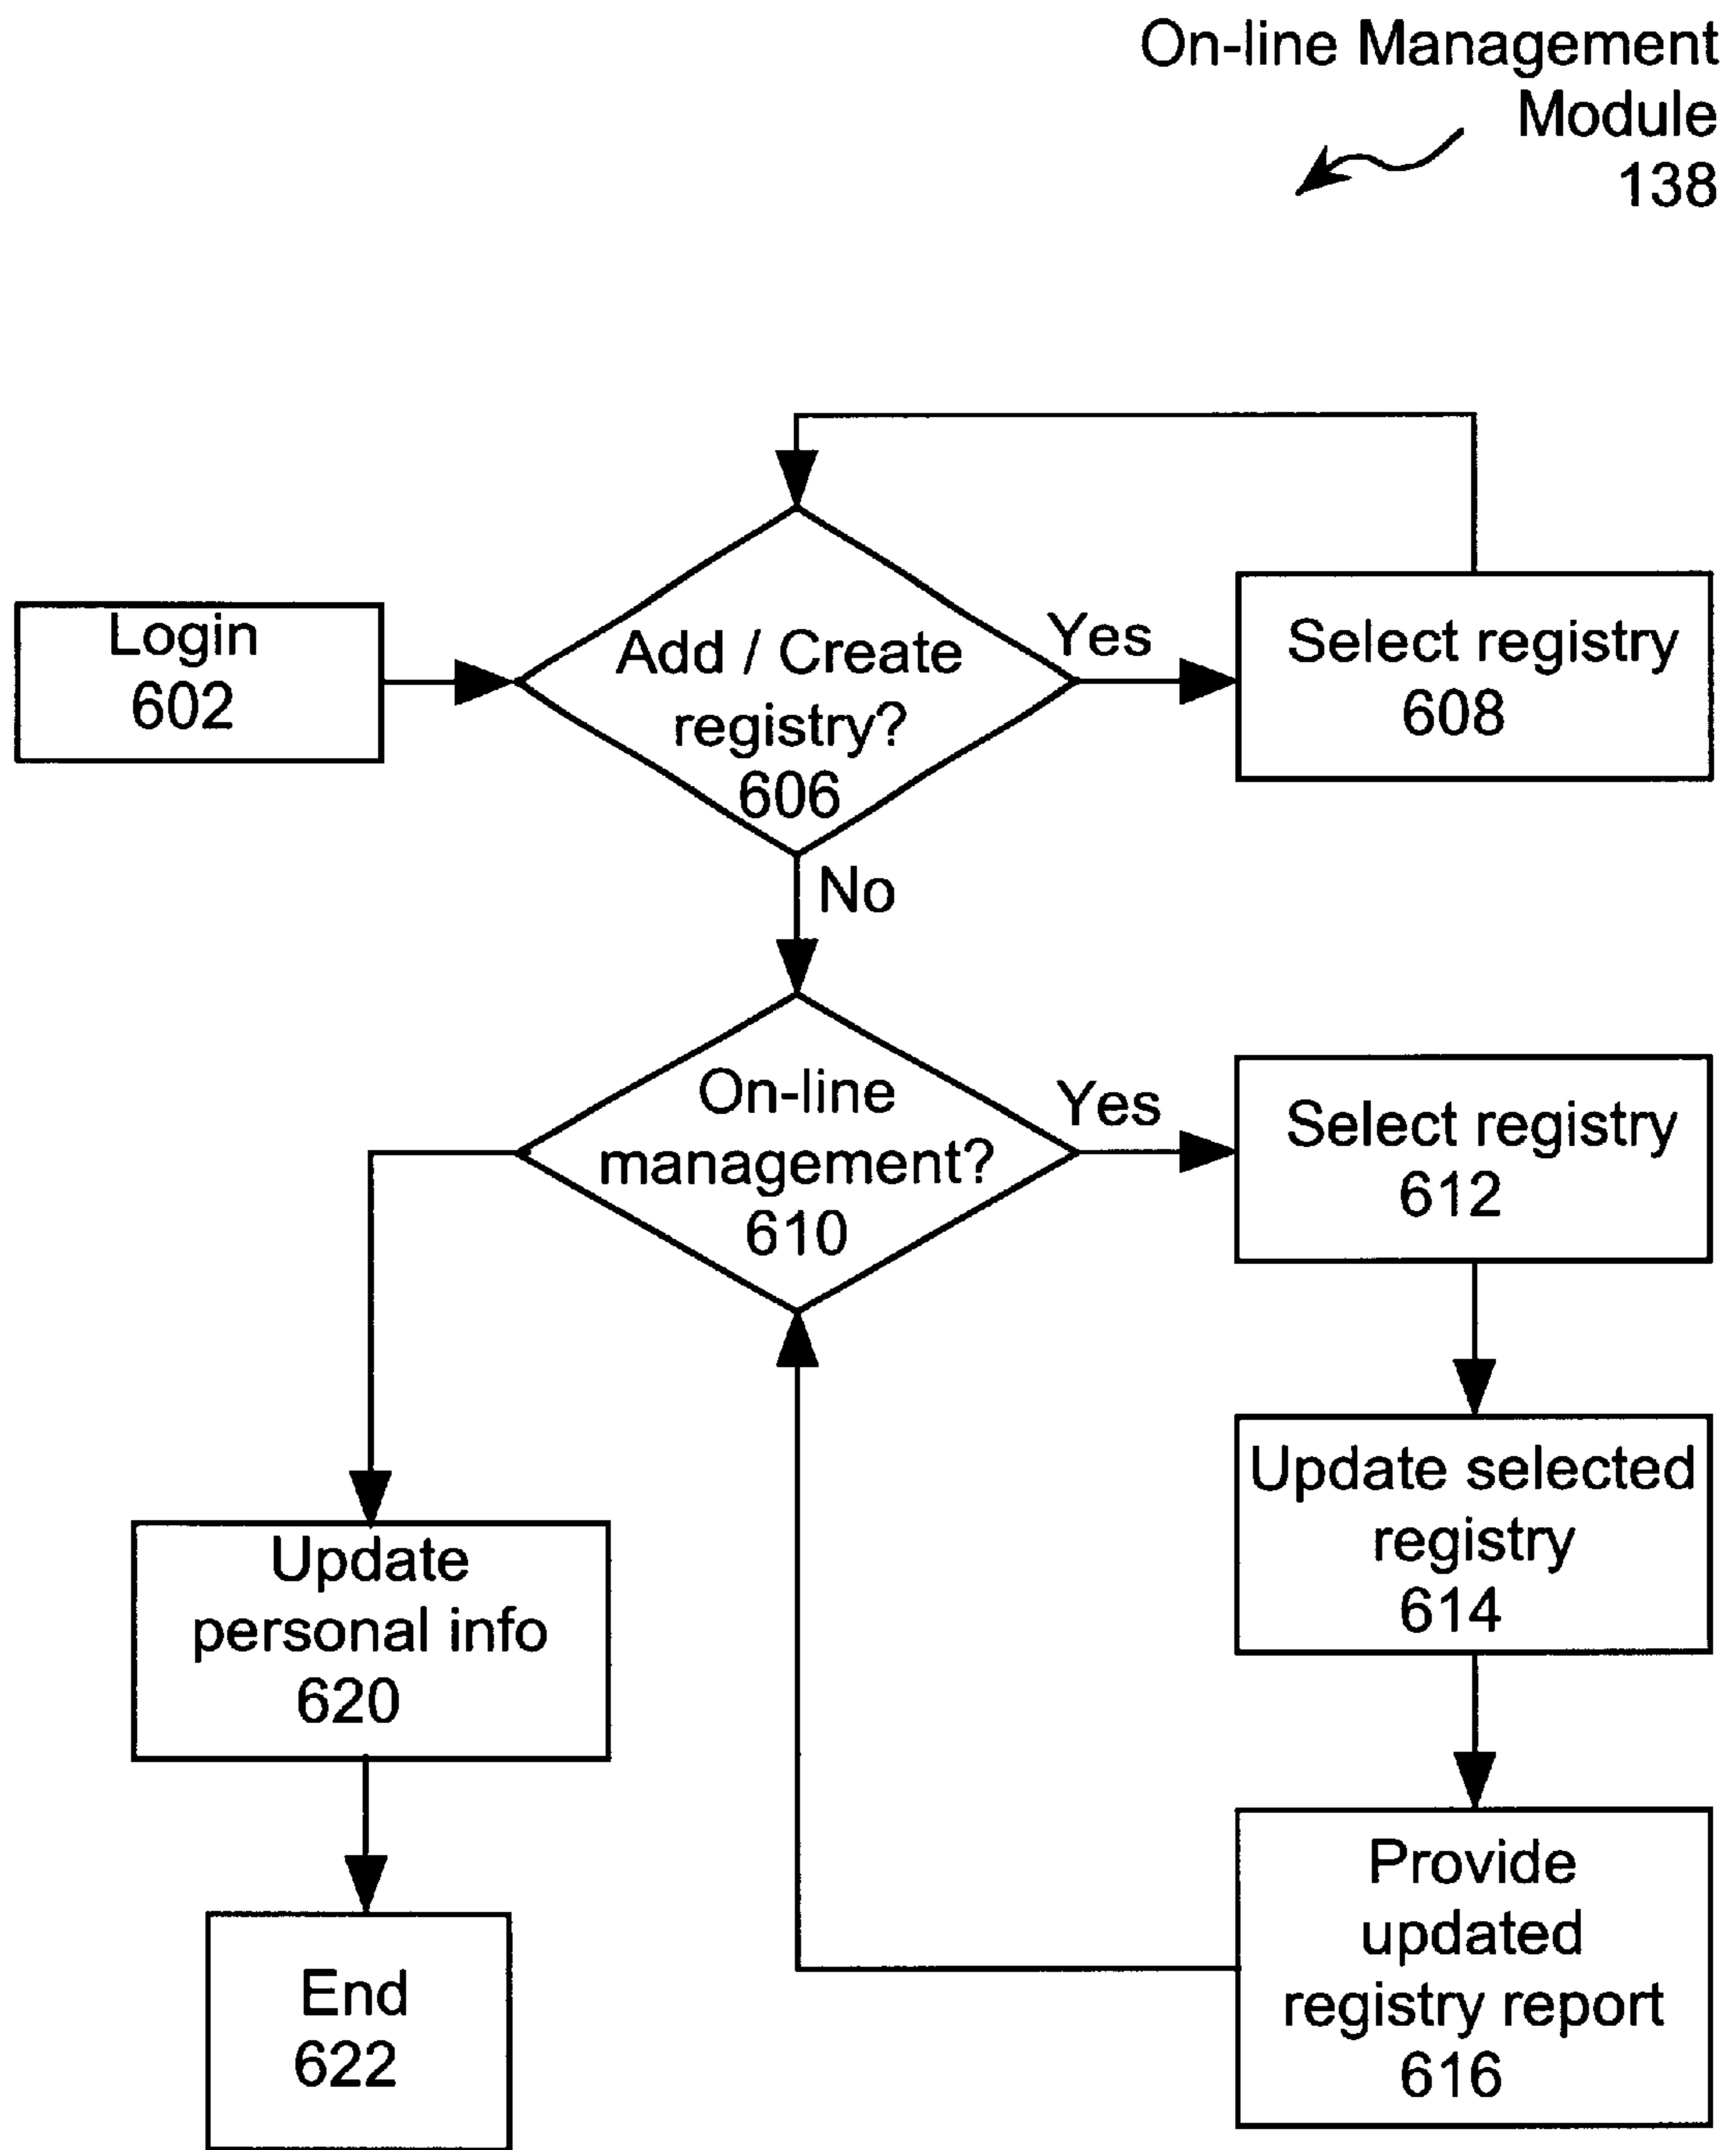 On-line Management
Module
138
Login
602
Add / Create
registry?
606
Yes
Select registry
608
No
On-line
management?
610
Yes
Select registry
612
Update selected
registry
614
Update
personal info
620
Provide
updated
registry report
616
End
622